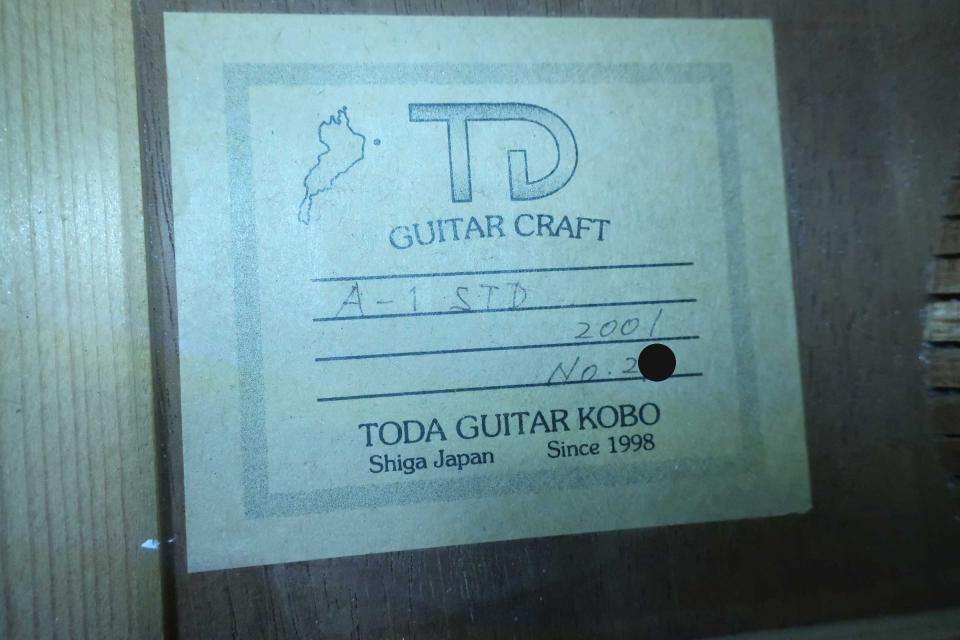 TD
GUITAR CRAFT
A-1 STD
2001
No.2
TODA GUITAR KOBO
Shiga Japan Since 1998